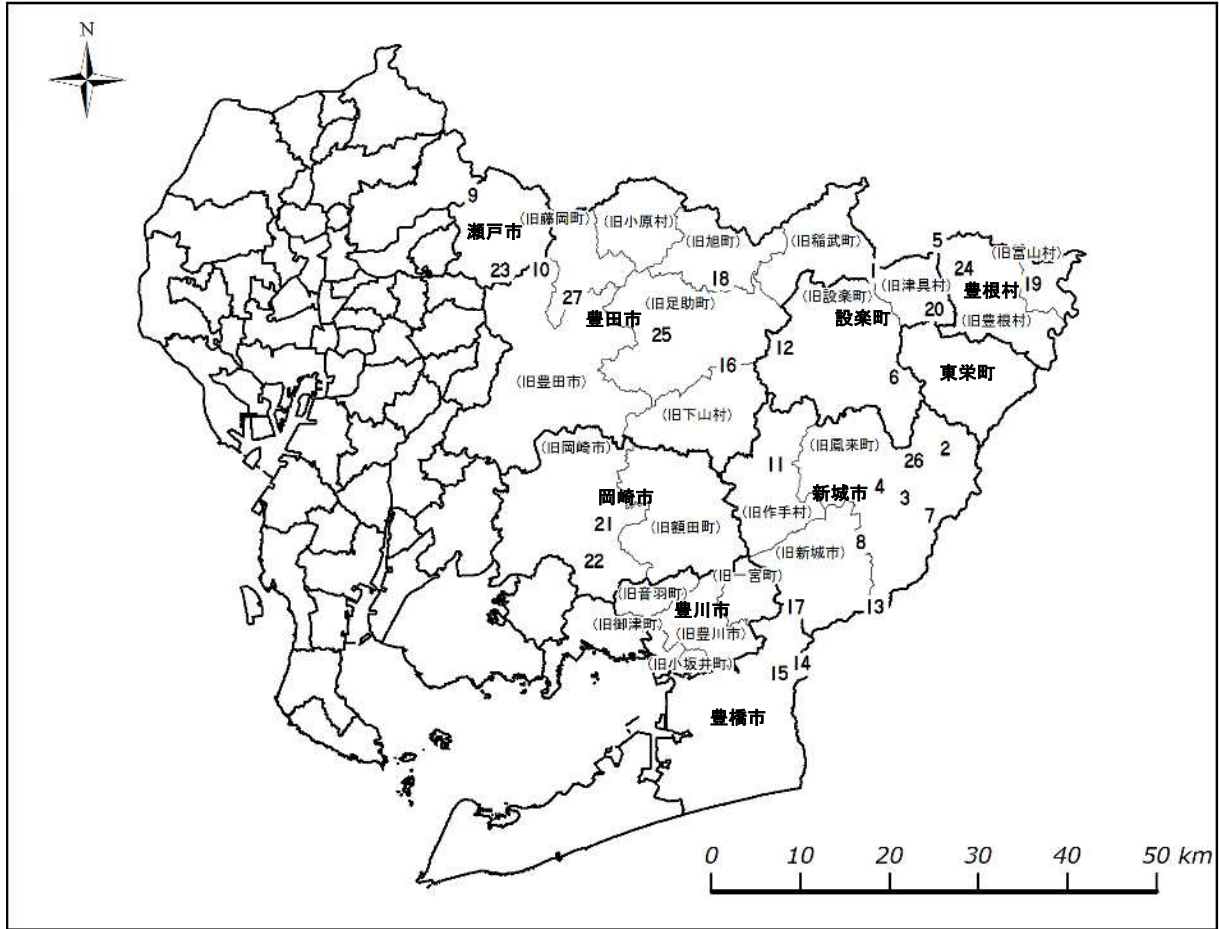 N
9
瀬戸市
(旧藤岡町)
(旧小原村)
(旧旭町)
(旧稲武町)
5
(旧富山村)
23
10
18
1
(旧津具村)
24
19
豊根村
27
(旧足助町)
(旧設楽町)
20
(旧豊根村)
豊田市
設楽町
25
12
16
6
東栄町
(旧豊田市)
(旧下山村)
(旧岡崎市)
(旧鳳来町)
2
11
26
岡崎市
新城市
4
3
21
(旧額田町)
(旧作手村)
7
22
(旧新城市)
8
(旧一宮町)
(旧音羽町)
豊川市
17
13
(旧御津町)
(旧豊川市)
(旧小坂井町)
15
14
豊橋市
0 10 20 30 40 50 km